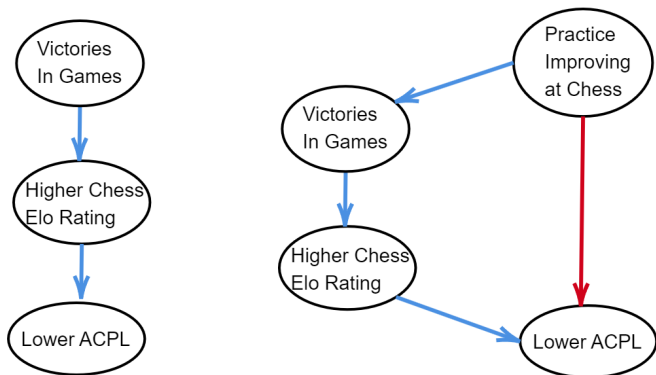 Victories
In Games
Higher Chess
Elo Rating
Lower ACPL
Practice
Improving
at Chess
Victories
In Games
Higher Chess
Elo Rating
Lower ACPL